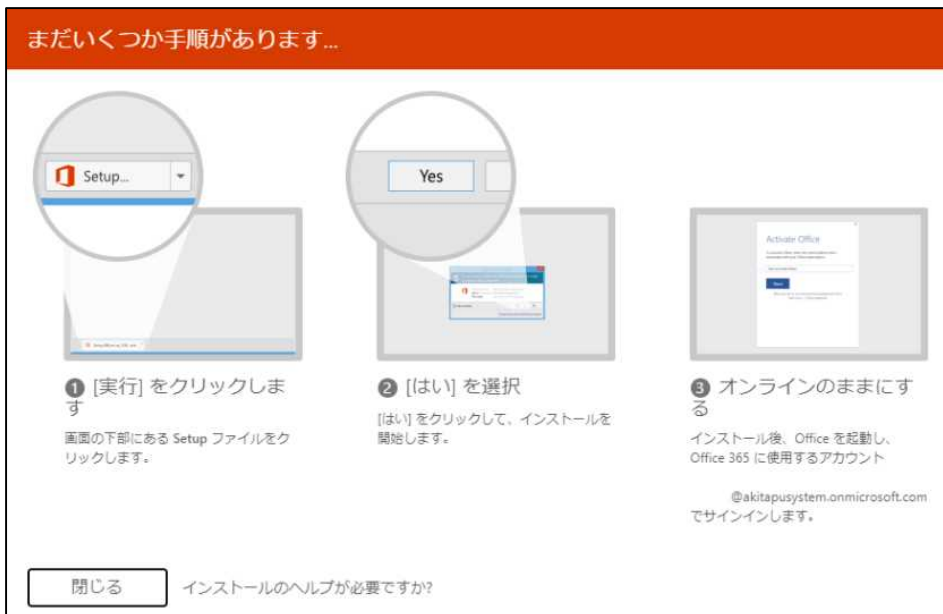 まだいくつか手順があります...
Setup...
Yes
Activate Office
❶ [実行] をクリックしま
す
画面の下部にある Setup ファイルをク
リックします。
❷ [はい] を選択
[はい] をクリックして、インストールを
開始します。
❸ オンラインのままにす
る
インストール後、Office を起動し、
Office 365 に使用するアカウント
@akitapusystem.onmicrosoft.com
でサインインします。
閉じる
インストールのヘルプが必要ですか?